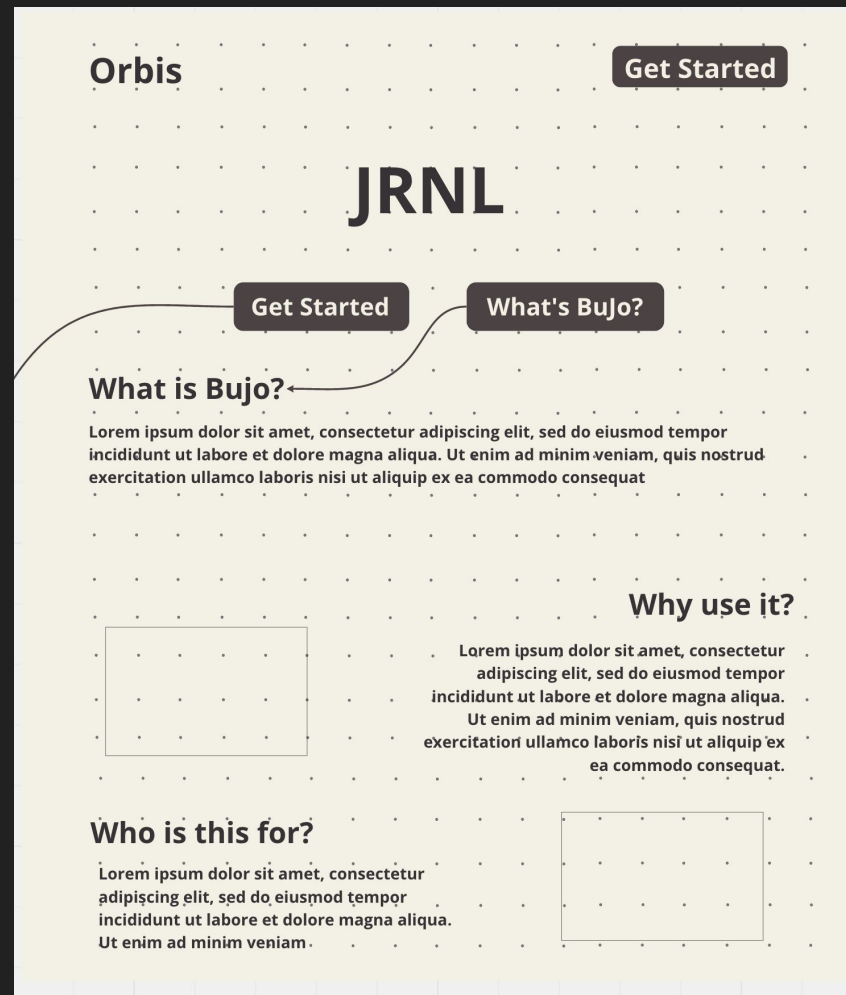 Orbis
Get Started
JRNL
Get Started
What's BuJo?
What is Bujo?
Lorem ipsum dolor sit amet, consectetur adipiscing elit, sed do eiusmod tempor
incididunt ut labore et dolore magna aliqua. Ut enim ad minim veniam, quis nostrud
exercitation ullamco laboris nisi ut aliquip ex ea commodo consequat
Why use it?
Lorem ipsum dolor sit amet, consectetur
adipiscing elit, sed do eiusmod tempor
incididunt ut labore et dolore magna aliqua.
Ut enim ad minim veniam, quis nostrud
exercitation ullamco laboris nisi ut aliquip ex
ea commodo consequat.
Who is this for?
Lorem ipsum dolor sit amet, consectetur
adipiscing elit, sed do eiusmod tempor
incididunt ut labore et dolore magna aliqua.
Ut enim ad minim veniam